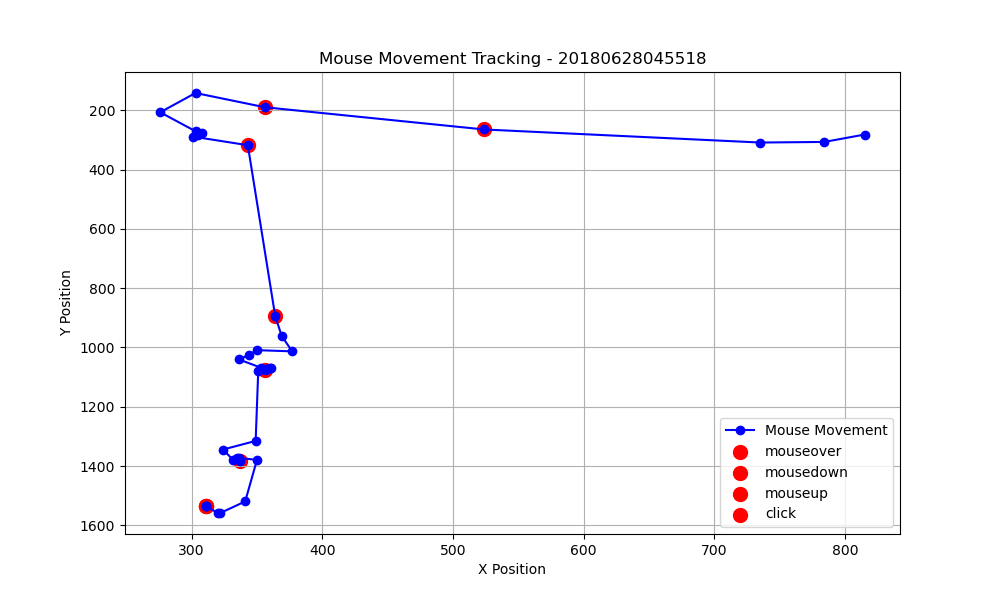 Mouse Movement Tracking - 20180628045518
Y Position
200
400
600
800
1000
1200
1400
1600
Mouse Movement
mouseover
mousedown
mouseup
click
300 400 500 600 700 800
X Position